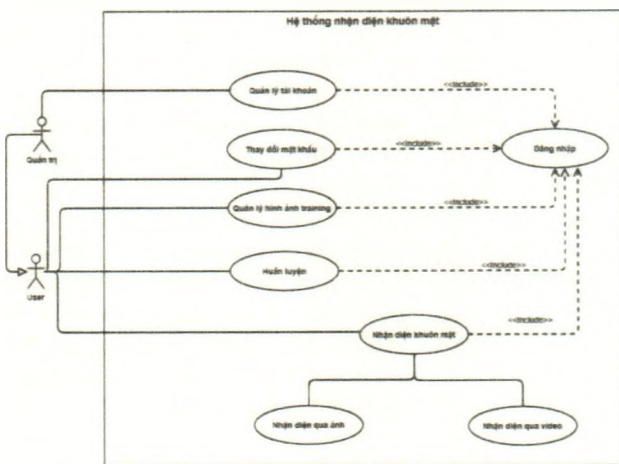 Hệ thống nhận diện khuôn mặt
Quản lý tài khoản
<<Include>>
Quản trị
Thay đổi mật khẩu
<<Include>>
Đăng nhập
Quản lý hình ảnh training
<<Include>>
User
Huấn luyện
<<Include>>
Nhận diện khuôn mặt
<<Include>>
Nhận diện qua ảnh
Nhận diện qua video